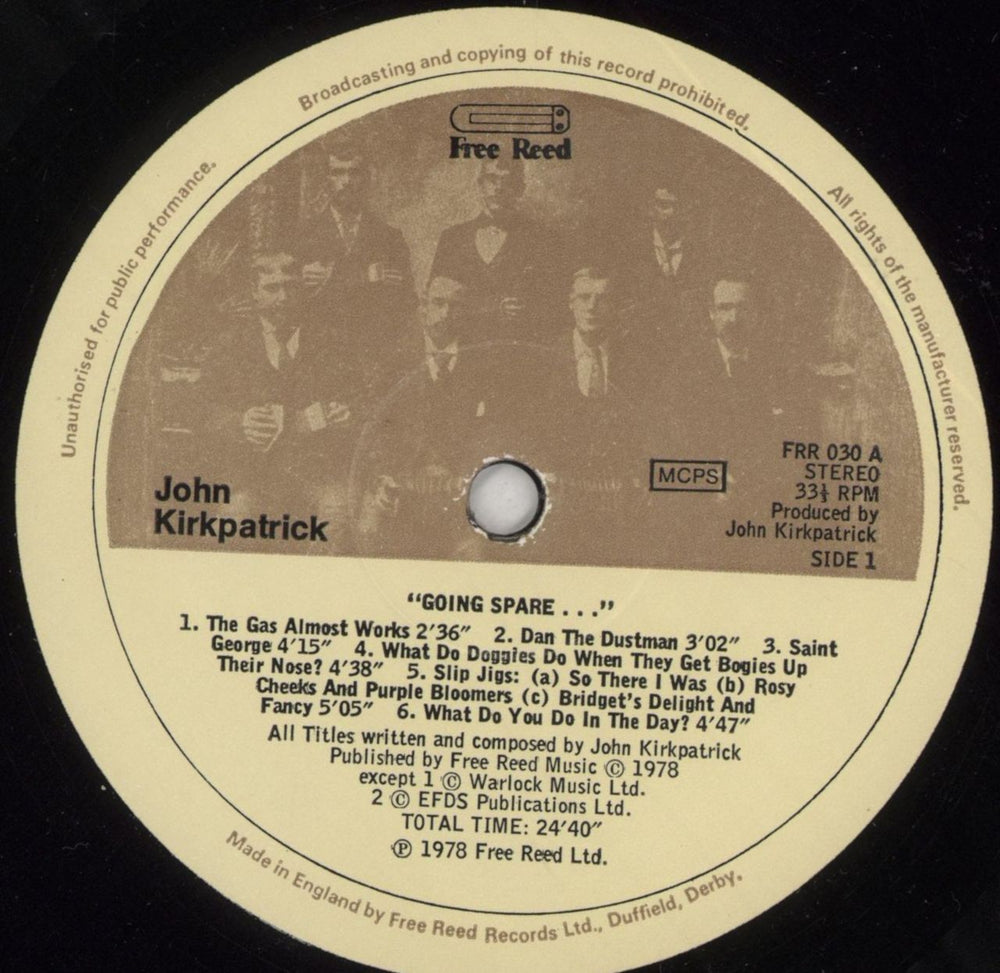 Broadcasting and copying of this record prohibited.
All rights of the manufacturer reserved.
Unauthorised for public performance.
Free Reed
John
Kirkpatrick
MCPS
FRR 030 A
STEREO
33⅓ RPM
Produced by
John Kirkpatrick
SIDE 1
“GOING SPARE . . .”
1. The Gas Almost Works 2′36″ 2. Dan The Dustman 3′02″ 3. Saint
George 4′15″ 4. What Do Doggies Do When They Get Bogies Up
Their Nose? 4′38″ 5. Slip Jigs: (a) So There I Was (b) Rosy
Cheeks And Purple Bloomers (c) Bridget's Delight And
Fancy 5′05″ 6. What Do You Do In The Day? 4′47″
All Titles written and composed by John Kirkpatrick
Published by Free Reed Music © 1978
except 1 © Warlock Music Ltd.
2 © EFDS Publications Ltd.
TOTAL TIME: 24′40″
℗ 1978 Free Reed Ltd.
Made in England by Free Reed Records Ltd., Duffield, Derby.